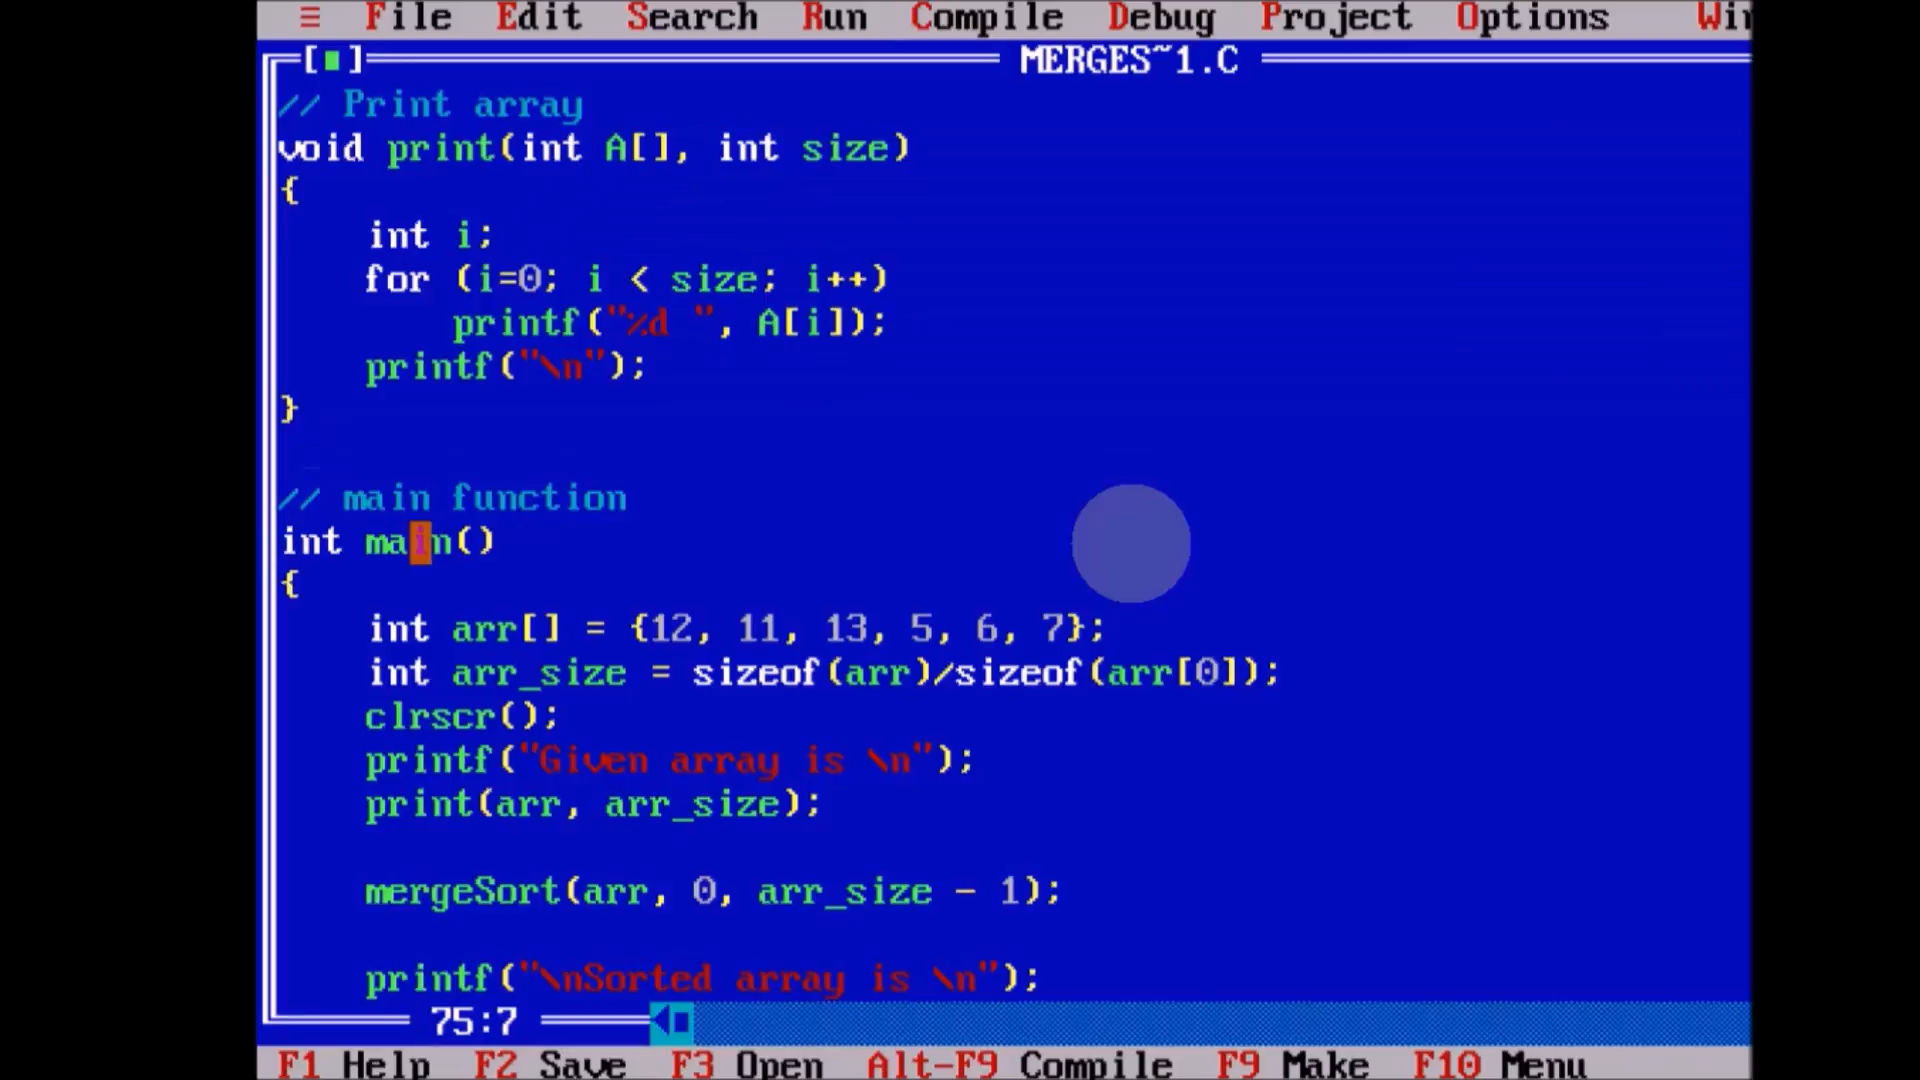 ≡ File Edit Search Run Compile Debug Project Options Win
[■] MERGES~1.C
// Print array
void print(int A[], int size)
{
int i;
for (i=0; i < size; i++)
printf("%d ", A[i]);
printf("\n");
}
// main function
int main()
{
int arr[] = {12, 11, 13, 5, 6, 7};
int arr_size = sizeof(arr)/sizeof(arr[0]);
clrscr();
printf("Given array is \n");
print(arr, arr_size);
mergeSort(arr, 0, arr_size - 1);
printf("\nSorted array is \n");
75:7
F1 Help F2 Save F3 Open Alt-F9 Compile F9 Make F10 Menu